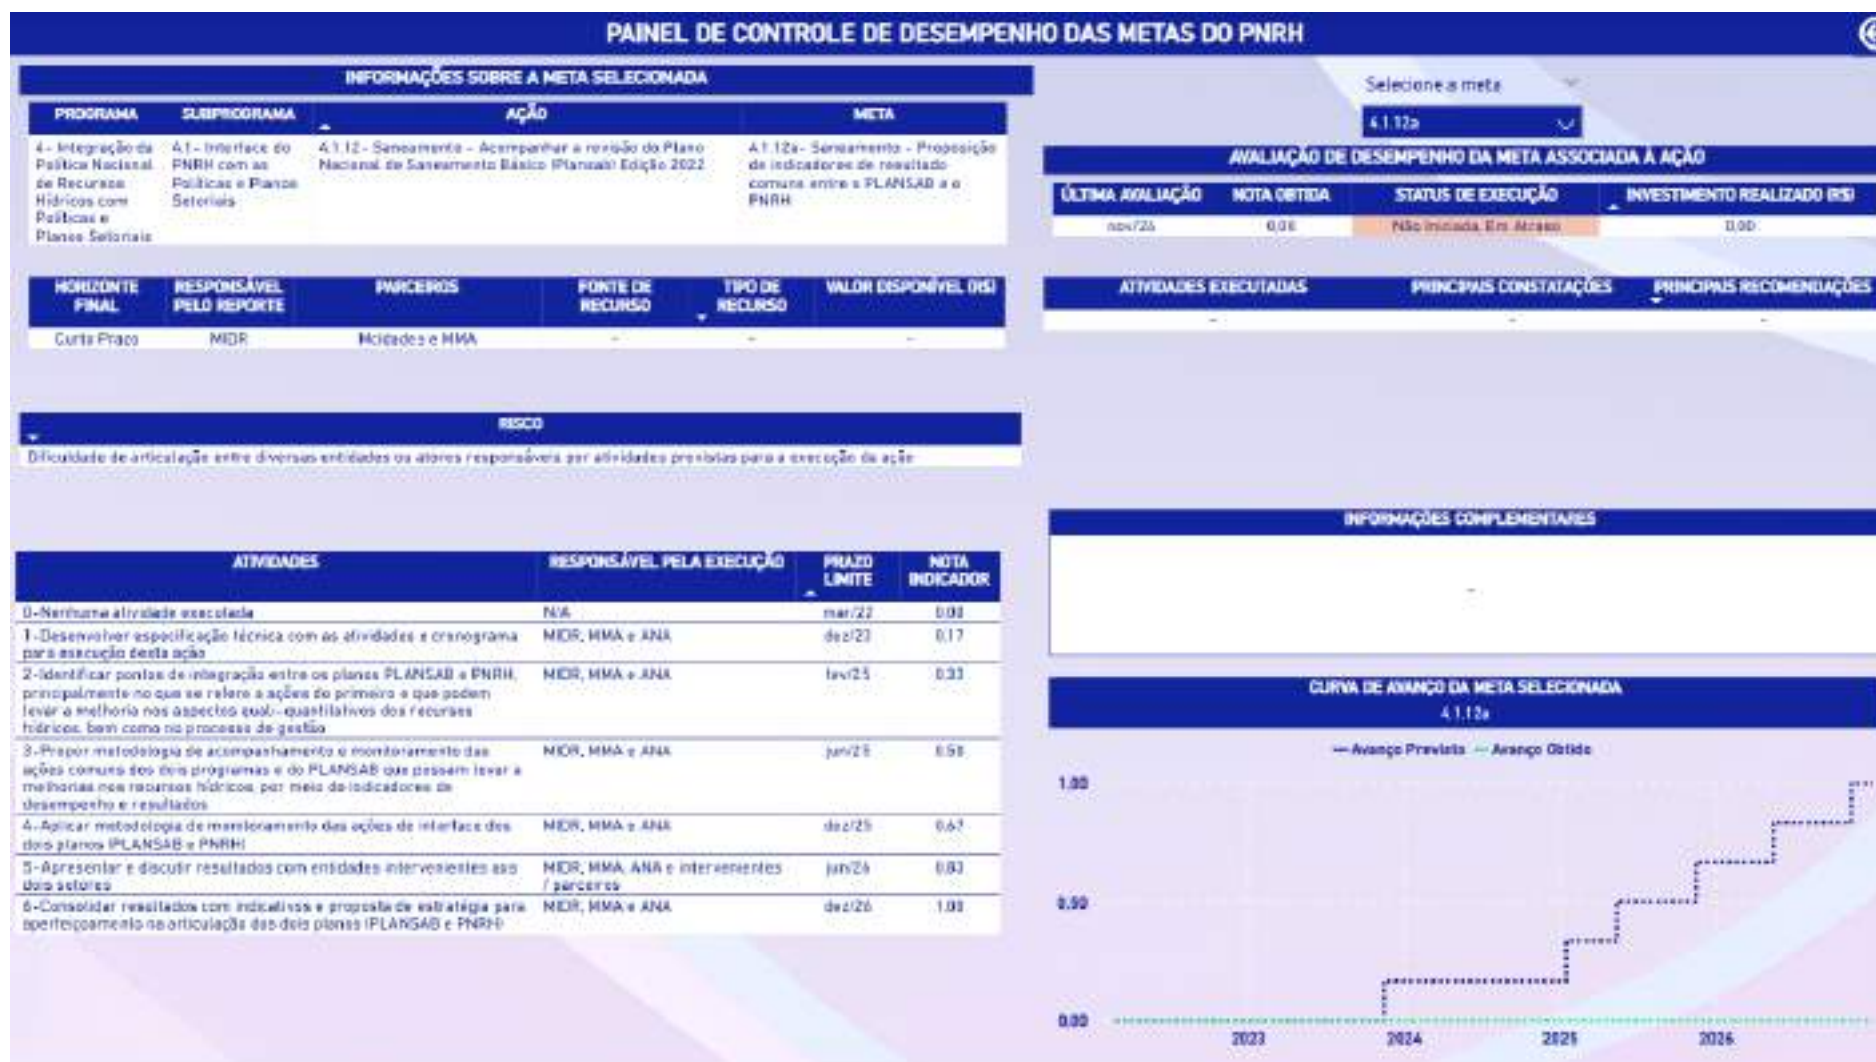 PAINEL DE CONTROLE DE DESEMPENHO DAS METAS DO PNRH
INFORMAÇÕES SOBRE A META SELECIONADA
PROGRAMA SUBPROGRAMA AÇÃO META
4- Integração da Política Nacional de Recursos Hídricos com Políticas e Planos Setoriais
4.1- Interface do PNRH com as Políticas e Planos Setoriais
4.1.12- Saneamento - Acompanhar a revisão do Plano Nacional de Saneamento Básico (Plansab) Edição 2022
4.1.12a- Saneamento - Proposição de indicadores de resultado comuns entre o PLANSAB e o PNRH
HORIZONTE FINAL RESPONSÁVEL PELO REPORTE PARCEIROS FONTE DE RECURSO TIPO DE RECURSO VALOR DISPONÍVEL (R$)
Curto Prazo MIDR Mcidades e MMA - - -
RISCO
Dificuldade de articulação entre diversas entidades ou atores responsáveis por atividades previstas para a execução da ação
ATIVIDADES RESPONSÁVEL PELA EXECUÇÃO PRAZO LIMITE NOTA INDICADOR
0-Nenhuma atividade executada N/A mar/22 0,00
1-Desenvolver especificação técnica com as atividades e cronograma para execução desta ação MIDR, MMA e ANA dez/23 0,17
2-Identificar pontos de integração entre os planos PLANSAB e PNRH, principalmente no que se refere a ações do primeiro e que podem levar a melhoria nos aspectos quali-quantitativos dos recursos hídricos, bem como no processo de gestão MIDR, MMA e ANA fev/25 0,33
3-Propor metodologia de acompanhamento e monitoramento das ações comuns dos dois programas e do PLANSAB que possam levar a melhorias nos recursos hídricos, por meio de indicadores de desempenho e resultados MIDR, MMA e ANA jun/25 0,50
4-Aplicar metodologia de monitoramento das ações de interface dos dois planos (PLANSAB e PNRH) MIDR, MMA e ANA dez/25 0,67
5-Apresentar e discutir resultados com entidades intervenientes aos dois setores MIDR, MMA, ANA e intervenientes / parceiros jun/26 0,83
6-Consolidar resultados com indicativos e proposta de estratégia para aperfeiçoamento na articulação dos dois planos (PLANSAB e PNRH) MIDR, MMA e ANA dez/26 1,00
Selecione a meta
4.1.12a
AVALIAÇÃO DE DESEMPENHO DA META ASSOCIADA À AÇÃO
ÚLTIMA AVALIAÇÃO NOTA OBTIDA STATUS DE EXECUÇÃO INVESTIMENTO REALIZADO (R$)
Não Iniciada, Em Atraso 0,00
ATIVIDADES EXECUTADAS PRINCIPAIS CONSTATAÇÕES PRINCIPAIS RECOMENDAÇÕES
- - -
INFORMAÇÕES COMPLEMENTARES
-
CURVA DE AVANÇO DA META SELECIONADA
4.1.12a
Avanço Previsto Avanço Obtido
1,00
0,50
0,00
2023 2024 2025 2026